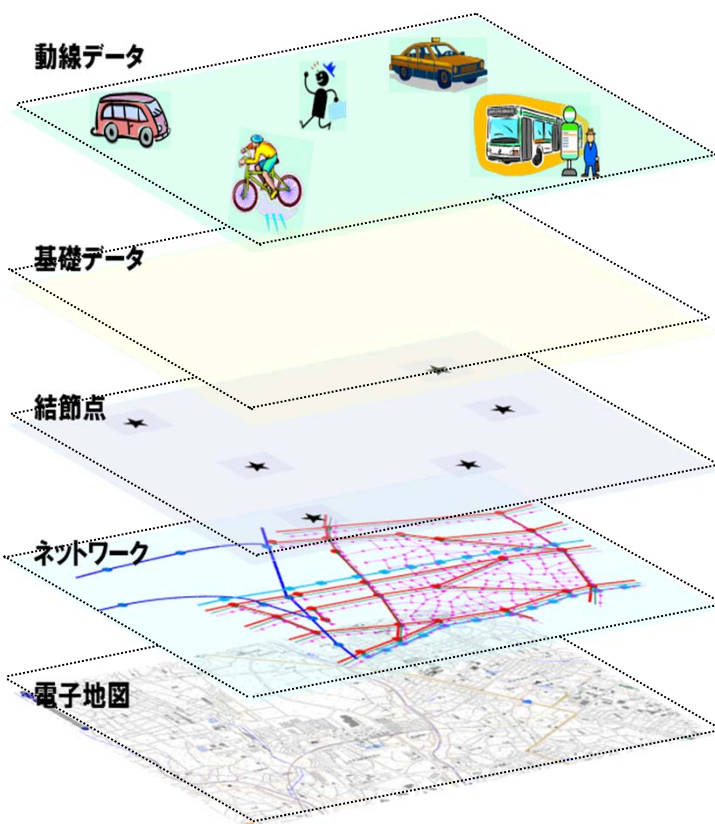 動線データ
基礎データ
結節点
ネットワーク
電子地図